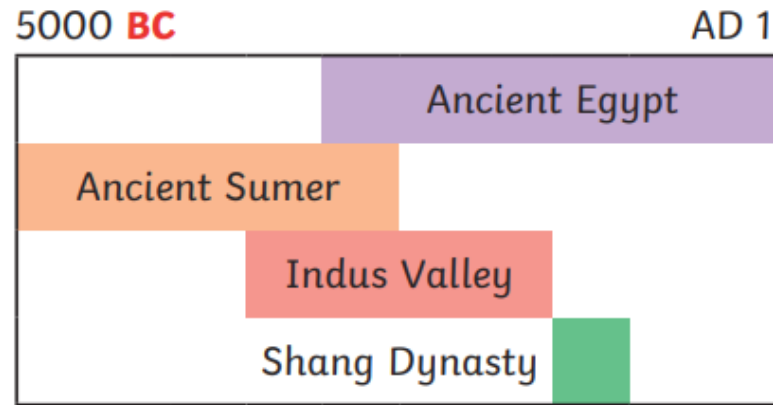 5000 BC AD 1
Ancient Egypt
Ancient Sumer
Indus Valley
Shang Dynasty